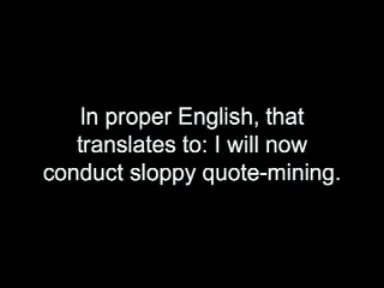 In proper English, that
translates to: I will now
conduct sloppy quote-mining.